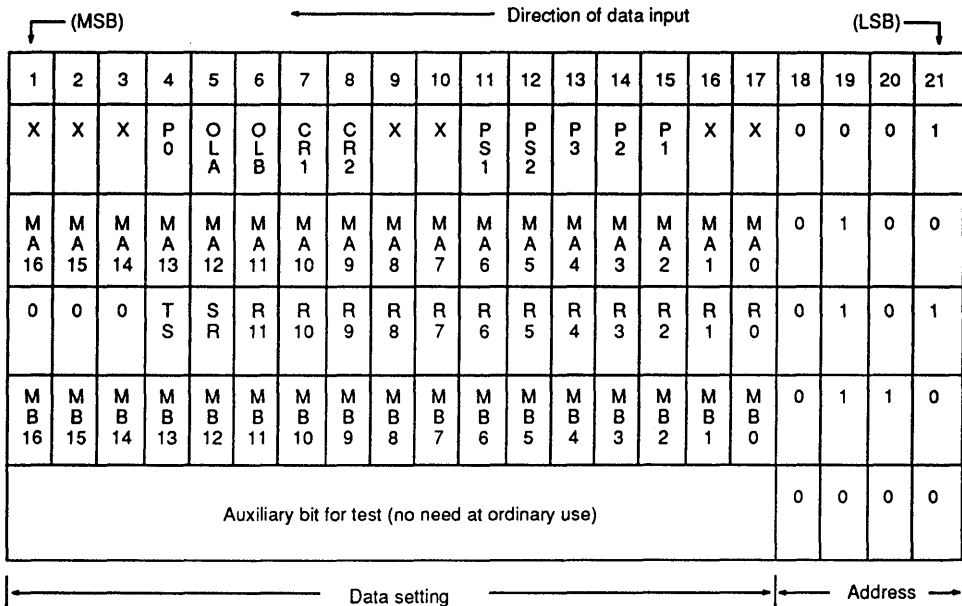 Direction of data input
(MSB) (LSB)
1 2 3 4 5 6 7 8 9 10 11 12 13 14 15 16 17 18 19 20 21
X X X P0 OLA OLB CR1 CR2 X X PS1 PS2 P3 P2 P1 X X 0 0 0 1
MA16 MA15 MA14 MA13 MA12 MA11 MA10 MA9 MA8 MA7 MA6 MA5 MA4 MA3 MA2 MA1 MA0 0 1 0 0
0 0 0 TS SR R11 R10 R9 R8 R7 R6 R5 R4 R3 R2 R1 R0 0 1 0 1
MB16 MB15 MB14 MB13 MB12 MB11 MB10 MB9 MB8 MB7 MB6 MB5 MB4 MB3 MB2 MB1 MB0 0 1 1 0
Auxiliary bit for test (no need at ordinary use) 0 0 0 0
Data setting Address